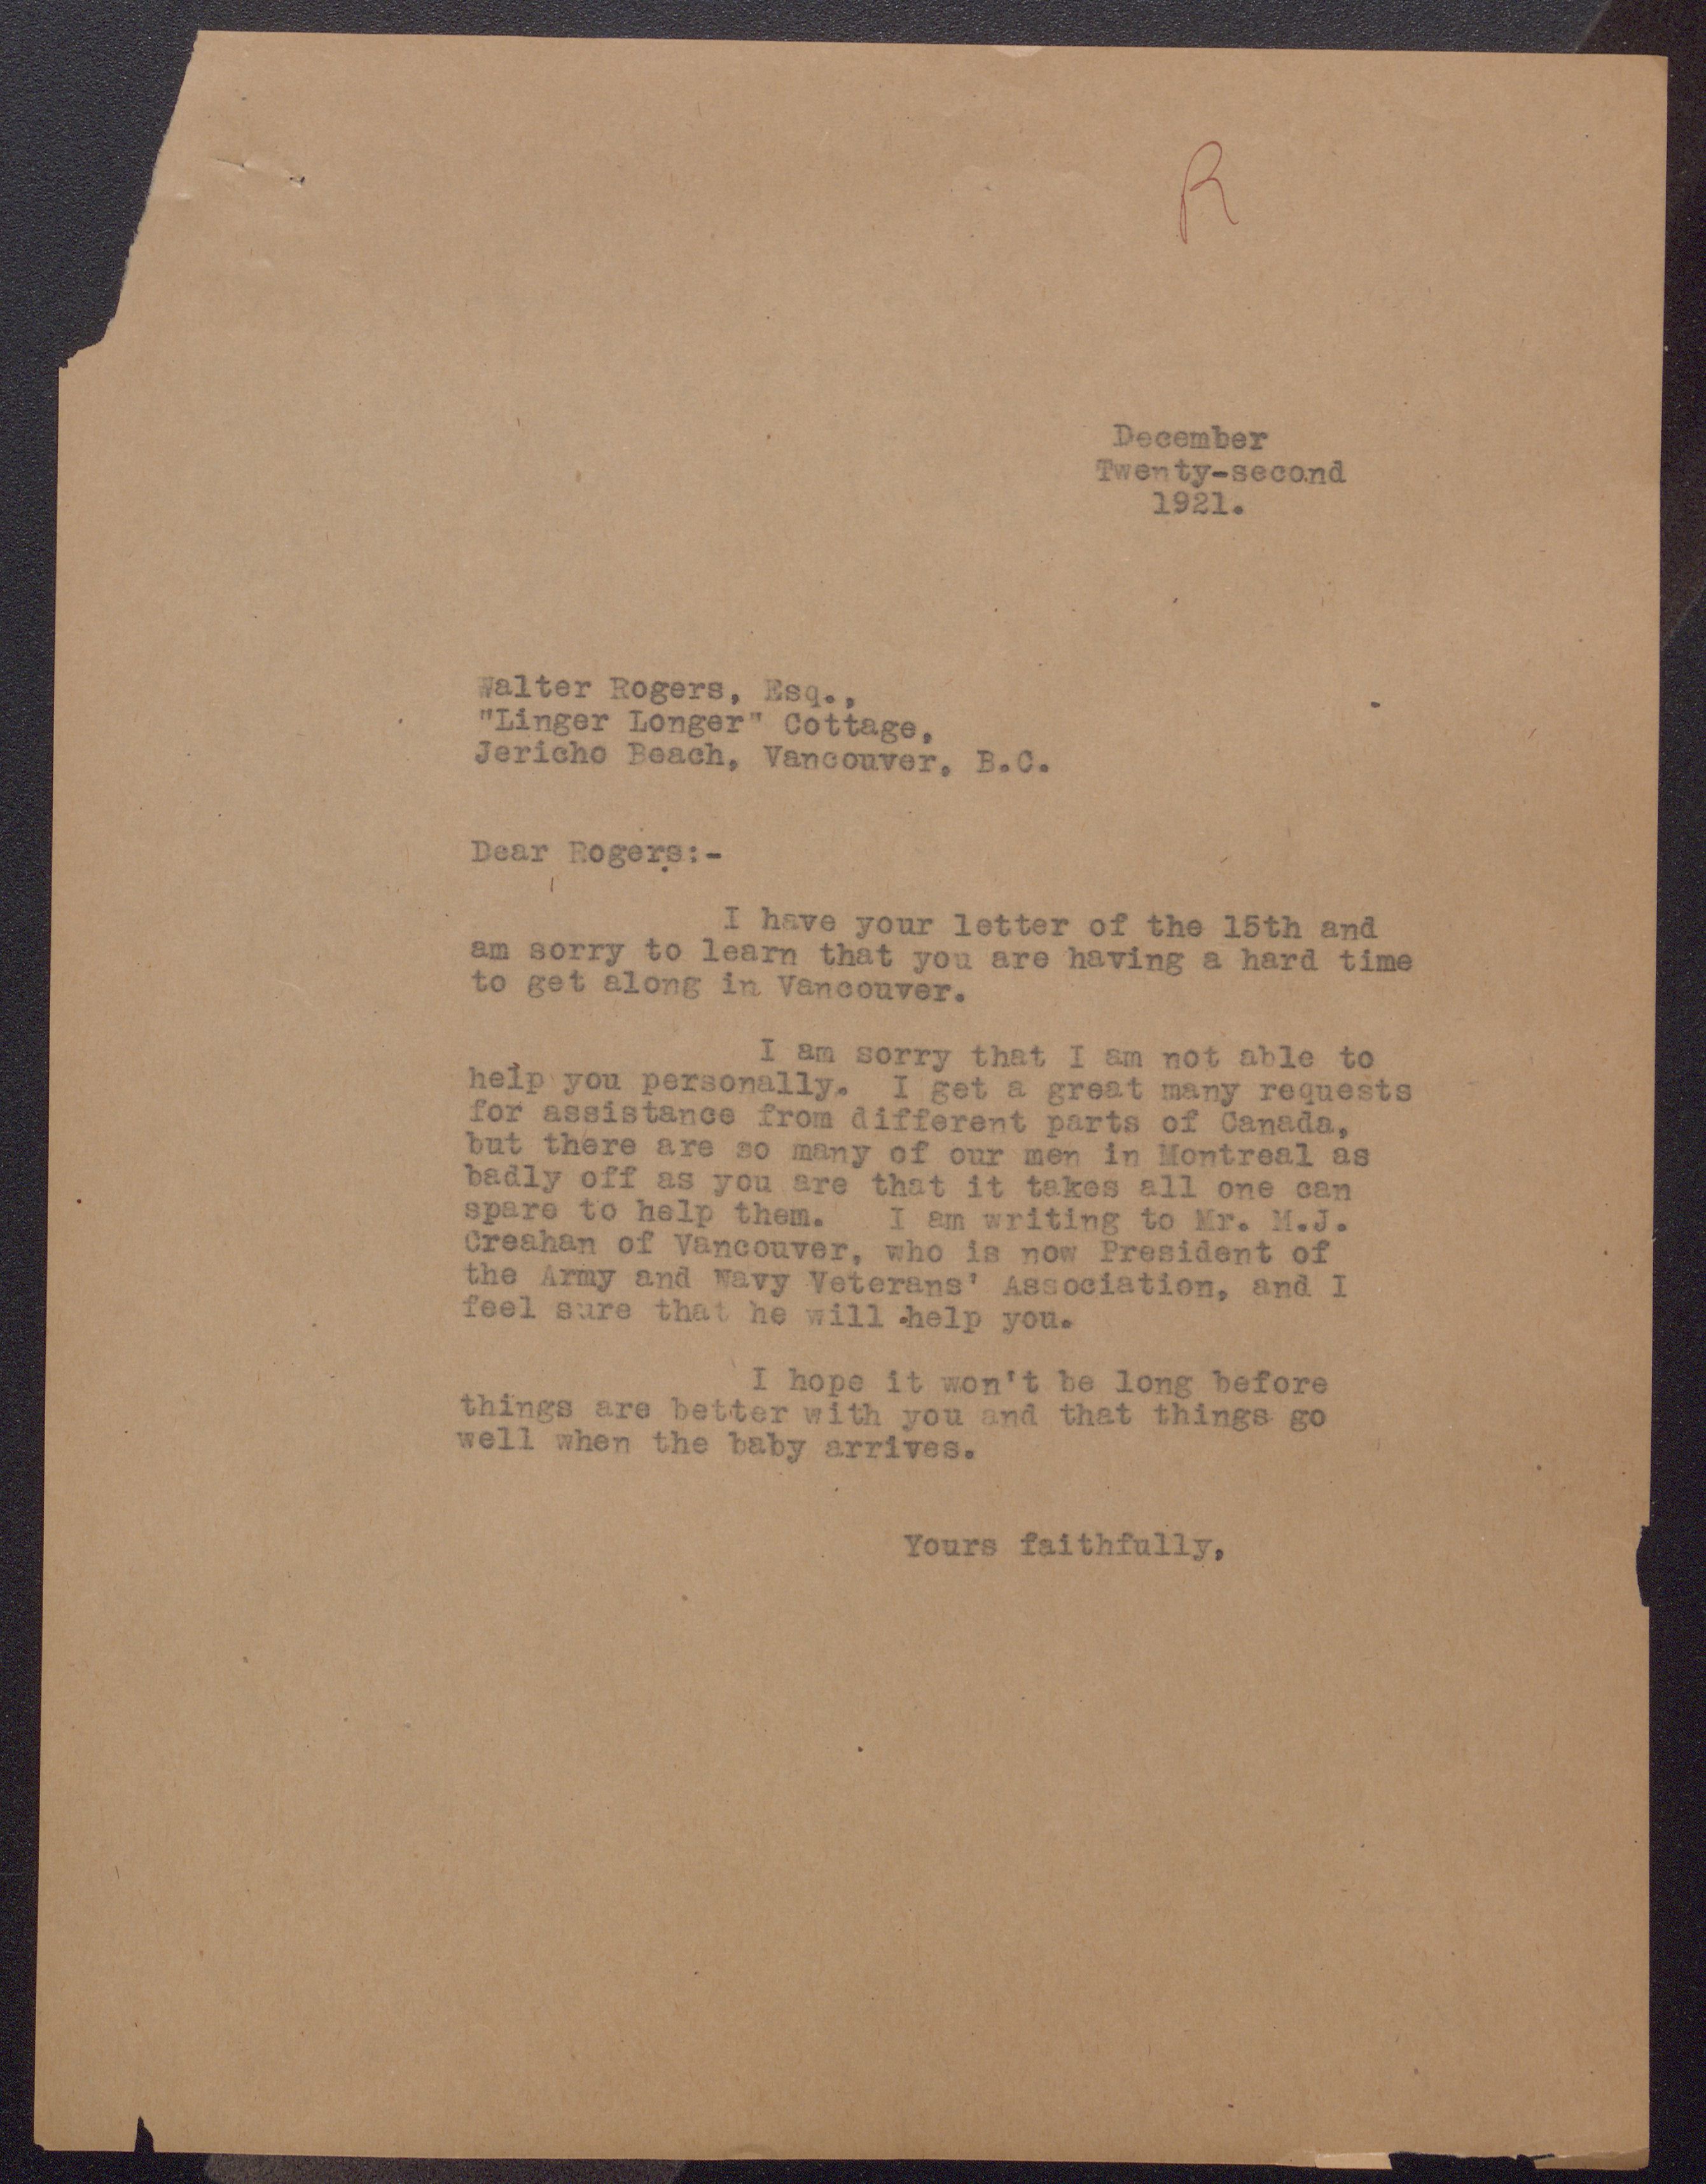 R
December
Twenty-second
1921.
Walter Rogers, Esq.,
"Linger Longer" Cottage,
Jericho Beach, Vancouver, B.C.
Dear Rogers:-
I have your letter of the 15th and
am sorry to learn that you are having a hard time
to get along in Vancouver.
I am sorry that I am not able to
help you personally. I get a great many requests
for assistance from different parts of Canada,
but there are so many of our men in Montreal as
badly off as you are that it takes all one can
spare to help them. I am writing to Mr. M.J.
Creahan of Vancouver, who is now President of
the Army and Navy Veterans' Association, and I
feel sure that he will help you.
I hope it won't be long before
things are better with you and that things go
well when the baby arrives.
Yours faithfully,